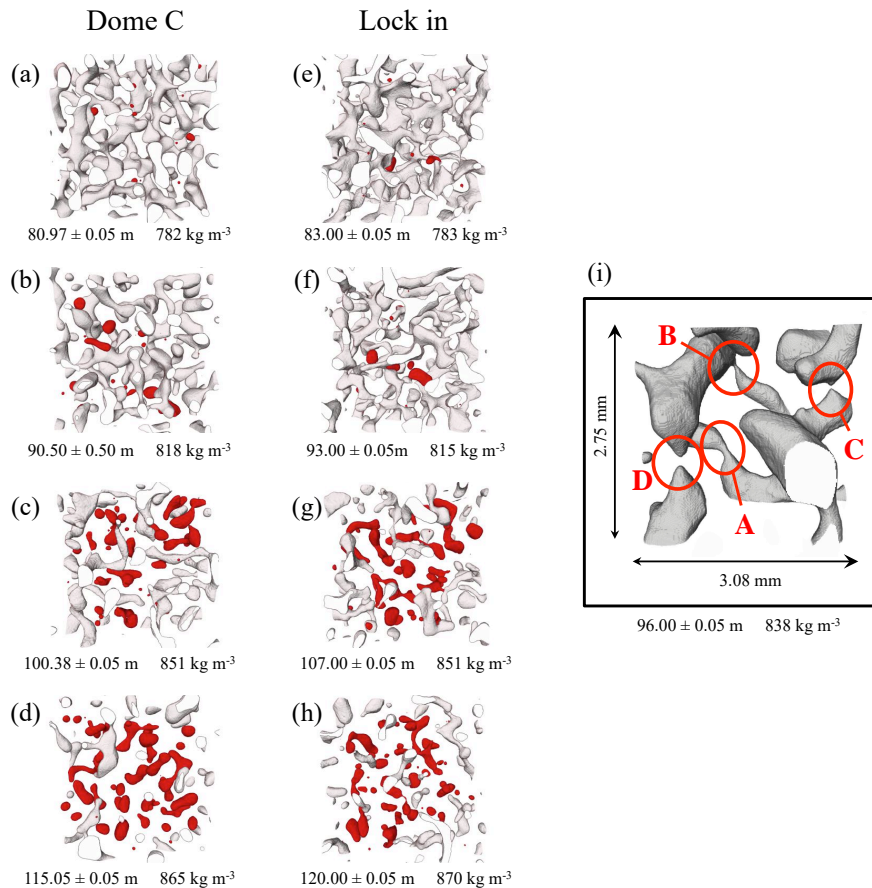 Dome C
Lock in
(a)
80.97 ± 0.05 m 782 kg m⁻³
(e)
83.00 ± 0.05 m 783 kg m⁻³
(b)
90.50 ± 0.50 m 818 kg m⁻³
(f)
93.00 ± 0.05m 815 kg m⁻³
(c)
100.38 ± 0.05 m 851 kg m⁻³
(g)
107.00 ± 0.05 m 851 kg m⁻³
(d)
115.05 ± 0.05 m 865 kg m⁻³
(h)
120.00 ± 0.05 m 870 kg m⁻³
(i)
B
C
D
A
2.75 mm
3.08 mm
96.00 ± 0.05 m 838 kg m⁻³